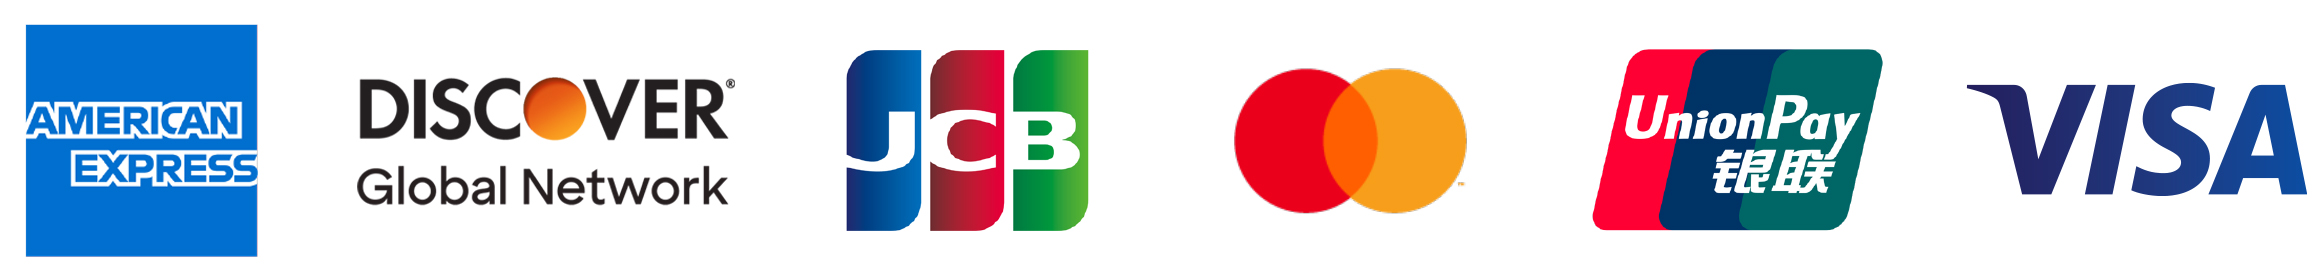 AMERICAN
EXPRESS
DISCOVER®
Global Network
JCB
UnionPay
银联
VISA